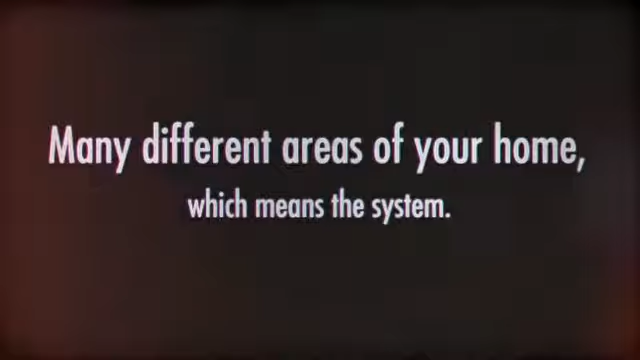 Many different areas of your home,
which means the system.